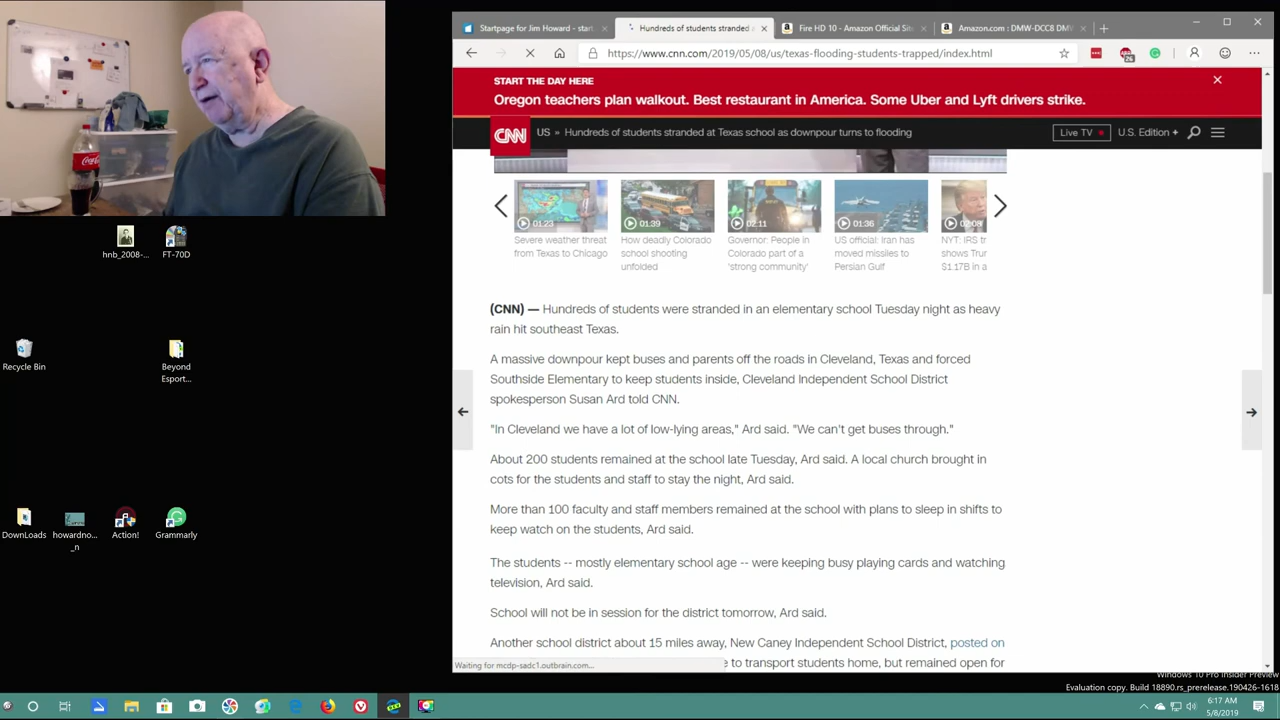 Startpage for Jim Howard - start.
Hundreds of students stranded a
Fire HD 10 - Amazon Official Site
Amazon.com : DMW-DCC8 DMW
https://www.cnn.com/2019/05/08/us/texas-flooding-students-trapped/index.html
26
START THE DAY HERE
Oregon teachers plan walkout. Best restaurant in America. Some Uber and Lyft drivers strike.
CNN
US » Hundreds of students stranded at Texas school as downpour turns to flooding
Live TV
U.S. Edition +
01:23
01:39
02:11
01:36
02:08
Severe weather threat
from Texas to Chicago
How deadly Colorado
school shooting
unfolded
Governor: People in
Colorado part of a
'strong community'
US official: Iran has
moved missiles to
Persian Gulf
NYT: IRS tr
shows Trur
$1.17B in a
(CNN) — Hundreds of students were stranded in an elementary school Tuesday night as heavy
rain hit southeast Texas.
A massive downpour kept buses and parents off the roads in Cleveland, Texas and forced
Southside Elementary to keep students inside, Cleveland Independent School District
spokesperson Susan Ard told CNN.
"In Cleveland we have a lot of low-lying areas," Ard said. "We can't get buses through."
About 200 students remained at the school late Tuesday, Ard said. A local church brought in
cots for the students and staff to stay the night, Ard said.
More than 100 faculty and staff members remained at the school with plans to sleep in shifts to
keep watch on the students, Ard said.
The students -- mostly elementary school age -- were keeping busy playing cards and watching
television, Ard said.
School will not be in session for the district tomorrow, Ard said.
Another school district about 15 miles away, New Caney Independent School District, posted on
e to transport students home, but remained open for
Waiting for mcdp-sadc1.outbrain.com...
Coca-Cola
hnb_2008-...
FT-70D
Recycle Bin
Beyond
Esport...
DownLoads
howardno...
_n
Action!
Grammarly
Windows 10 Pro Insider Preview
Evaluation copy. Build 18890.rs_prerelease.190426-1618
6:17 AM
5/8/2019